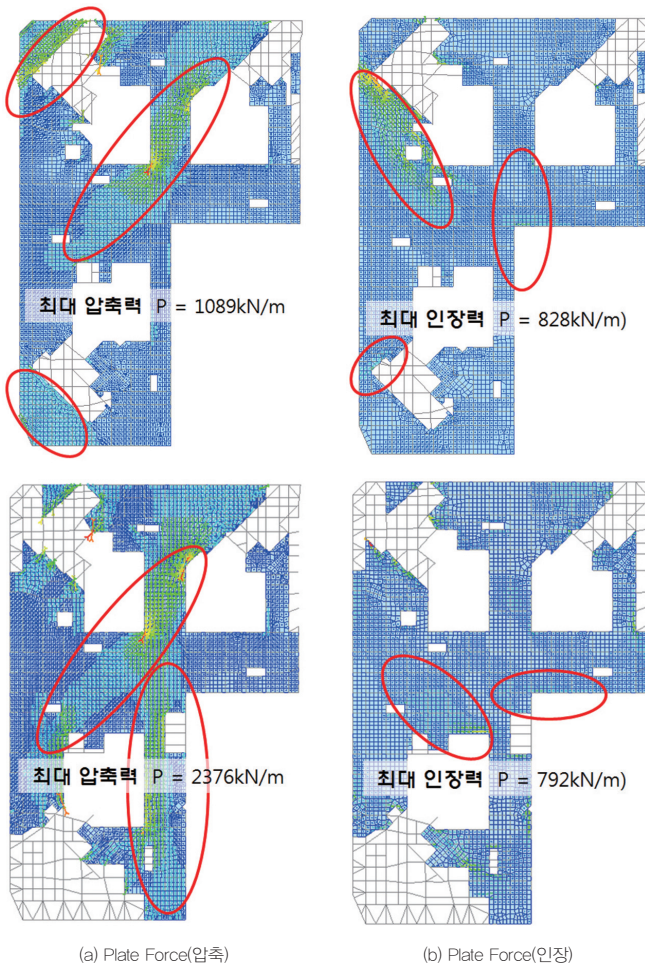 최대 압축력 P = 1089kN/m
최대 인장력 P = 828kN/m)
최대 압축력 P = 2376kN/m
최대 인장력 P = 792kN/m)
(a) Plate Force(압축)
(b) Plate Force(인장)